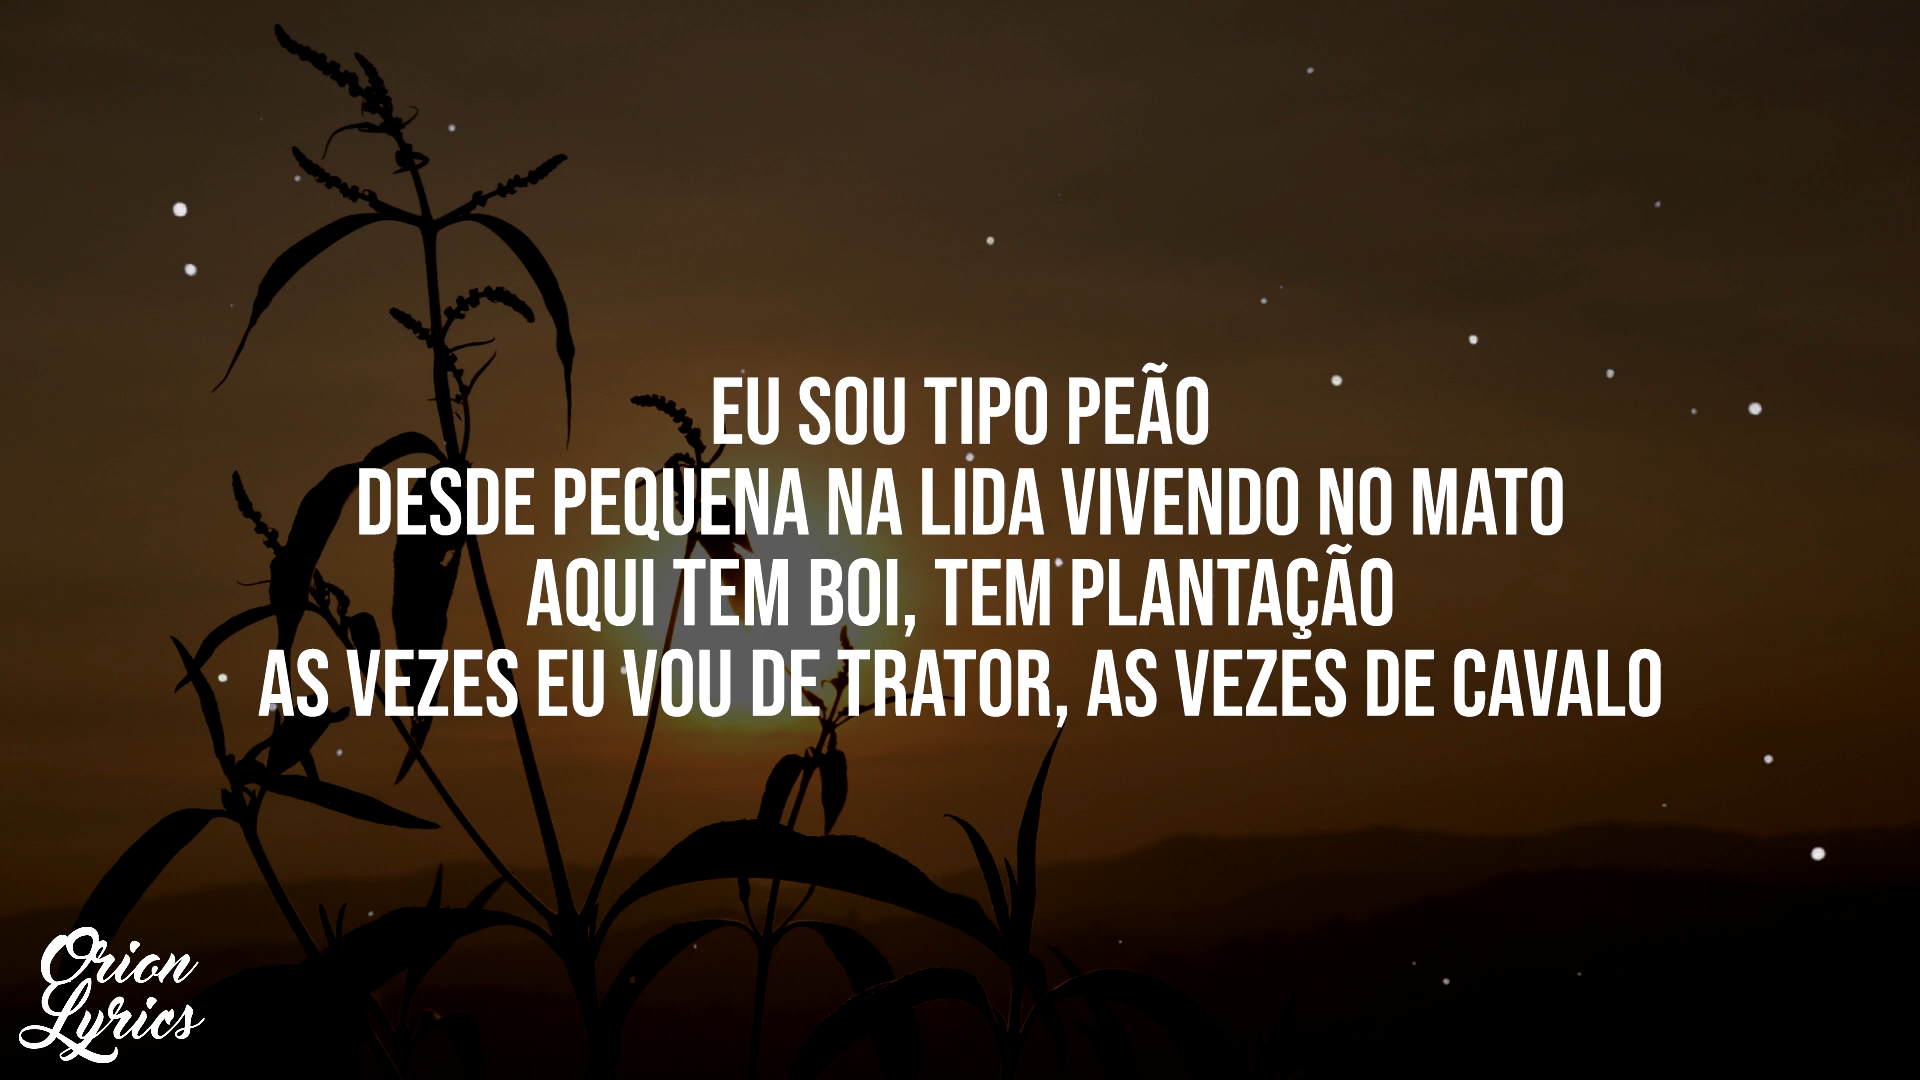 EU SOU TIPO PEÃO
DESDE PEQUENA NA LIDA VIVENDO NO MATO
AQUI TEM BOI, TEM PLANTAÇÃO
AS VEZES EU VOU DE TRATOR, AS VEZES DE CAVALO
Orion
Lyrics